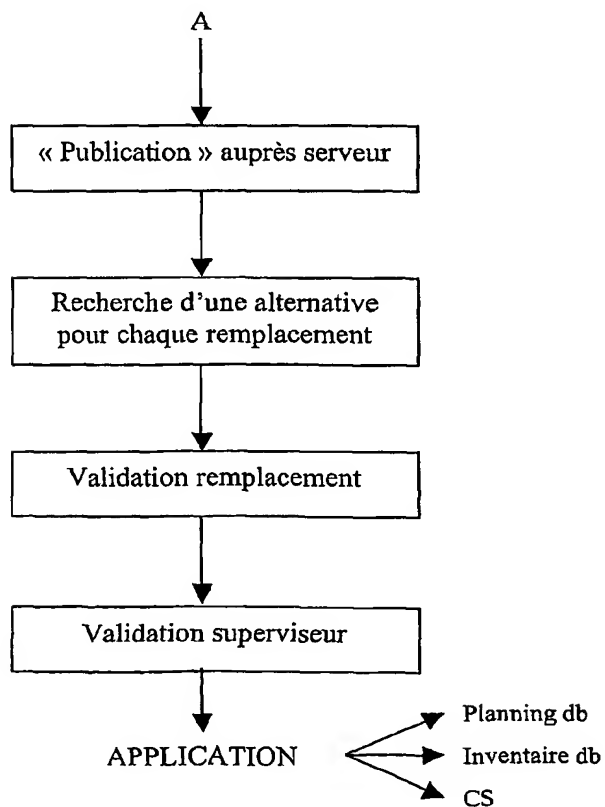 A
« Publication » auprès serveur
Recherche d'une alternative
pour chaque remplacement
Validation remplacement
Validation superviseur
APPLICATION
Planning db
Inventaire db
CS